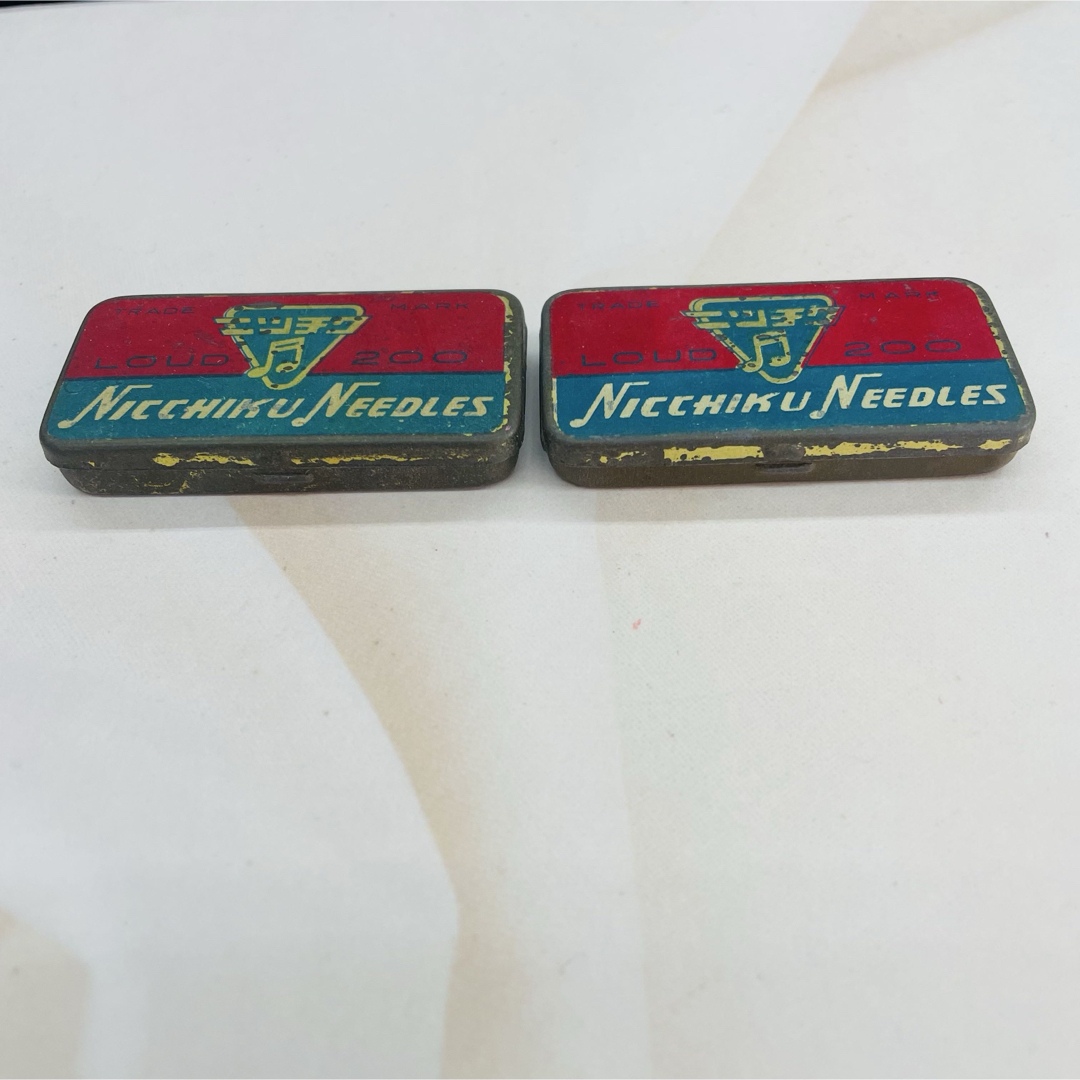 TRADE MARK
ニッチク
LOUD 200
NICCHIKU NEEDLES
TRADE MARK
ニッチク
LOUD 200
NICCHIKU NEEDLES